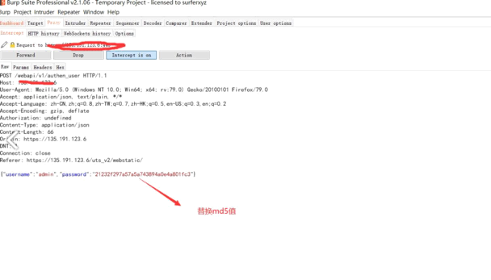 Burp Suite Professional v2.1.06 - Temporary Project - licensed to surferxyz
Burp Project Intruder Repeater Window Help
Dashboard Target Proxy Intruder Repeater Sequencer Decoder Comparer Extender Project options User options
Intercept HTTP history WebSockets history Options
Request to
Forward Drop Intercept is on Action
Raw Params Headers Hex
POST /webapi/v1/authen_user HTTP/1.1
Host:
User-Agent: Mozilla/5.0 (Windows NT 10.0; Win64; x64; rv:79.0) Gecko/20100101 Firefox/79.0
Accept: application/json, text/plain, */*
Accept-Language: zh-CN,zh;q=0.8,zh-TW;q=0.7,zh-HK;q=0.5,en-US;q=0.3,en;q=0.2
Accept-Encoding: gzip, deflate
Authorization: undefined
Content-Type: application/json
Content-Length: 66
Origin: https://135.191.123.6
DNT
Connection: close
Referer: https://135.191.123.6/uts_v2/webstatic/
{"username":"admin","password":"21232f297a57a5a743894a0e4a801fc3"}
替换md5值